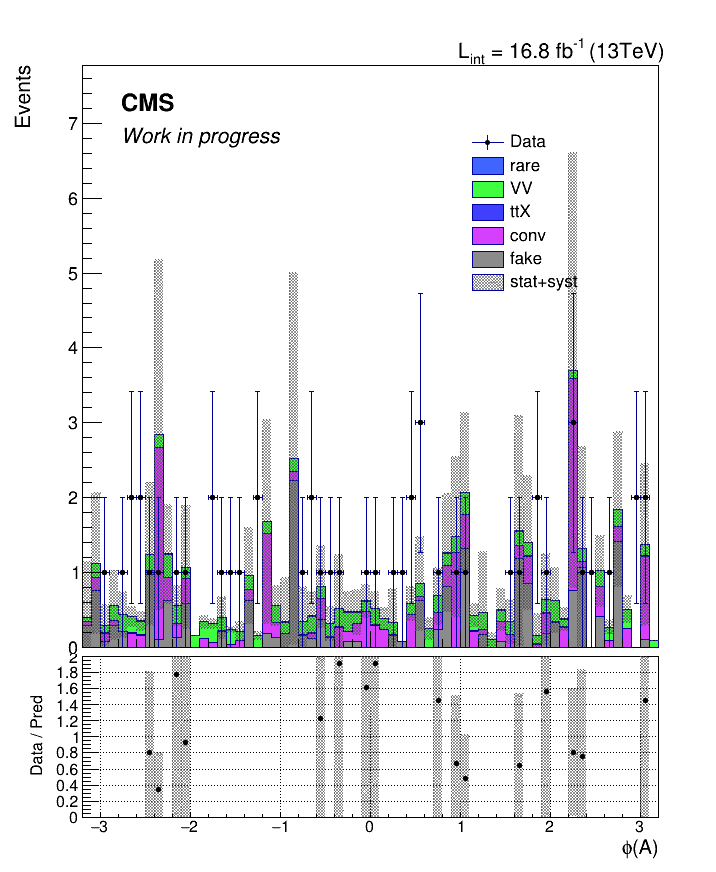 L_int = 16.8 fb^-1 (13TeV)
Events
CMS
Work in progress
Data
rare
VV
ttX
conv
fake
stat+syst
7
6
5
4
3
2
1
0
Data / Pred
2
1.8
1.6
1.4
1.2
1
0.8
0.6
0.4
0.2
0
−3 −2 −1 0 1 2 3
ϕ(A)